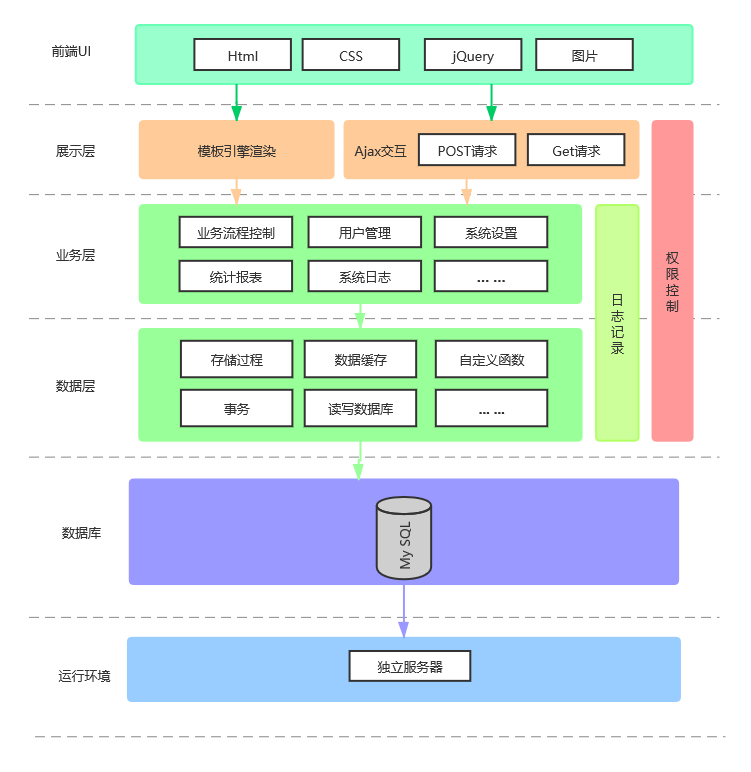 前端UI
Html
CSS
jQuery
图片
展示层
模板引擎渲染
Ajax交互
POST请求
Get请求
业务层
业务流程控制
用户管理
系统设置
统计报表
系统日志
... ...
权限控制
日志记录
数据层
存储过程
数据缓存
自定义函数
事务
读写数据库
... ...
数据库
My SQL
运行环境
独立服务器